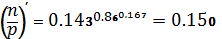 (n/p)′ = 0.143^0.86^0.167 = 0.150